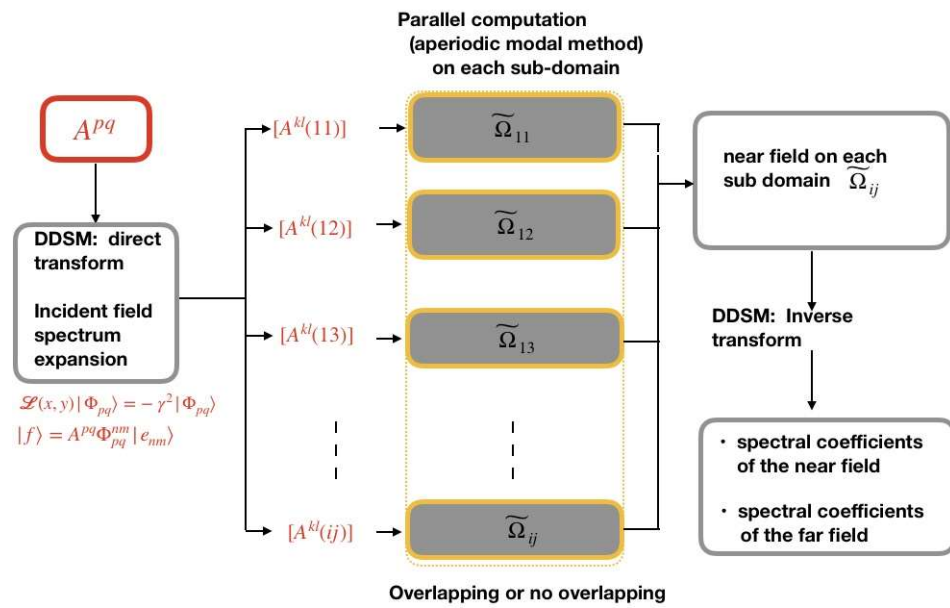 Parallel computation
(aperiodic modal method)
on each sub-domain
A^{pq}
DDSM: direct
transform
Incident field
spectrum
expansion
ℒ(x, y)|Φ_{pq}⟩ = − γ²|Φ_{pq}⟩
|f⟩ = A^{pq}Φ^{nm}_{pq}|e_{nm}⟩
[A^{kl}(11)]
[A^{kl}(12)]
[A^{kl}(13)]
[A^{kl}(ij)]
Ω̃_{11}
Ω̃_{12}
Ω̃_{13}
Ω̃_{ij}
Overlapping or no overlapping
near field on each
sub domain Ω̃_{ij}
DDSM: Inverse
transform
· spectral coefficients
of the near field
· spectral coefficients
of the far field